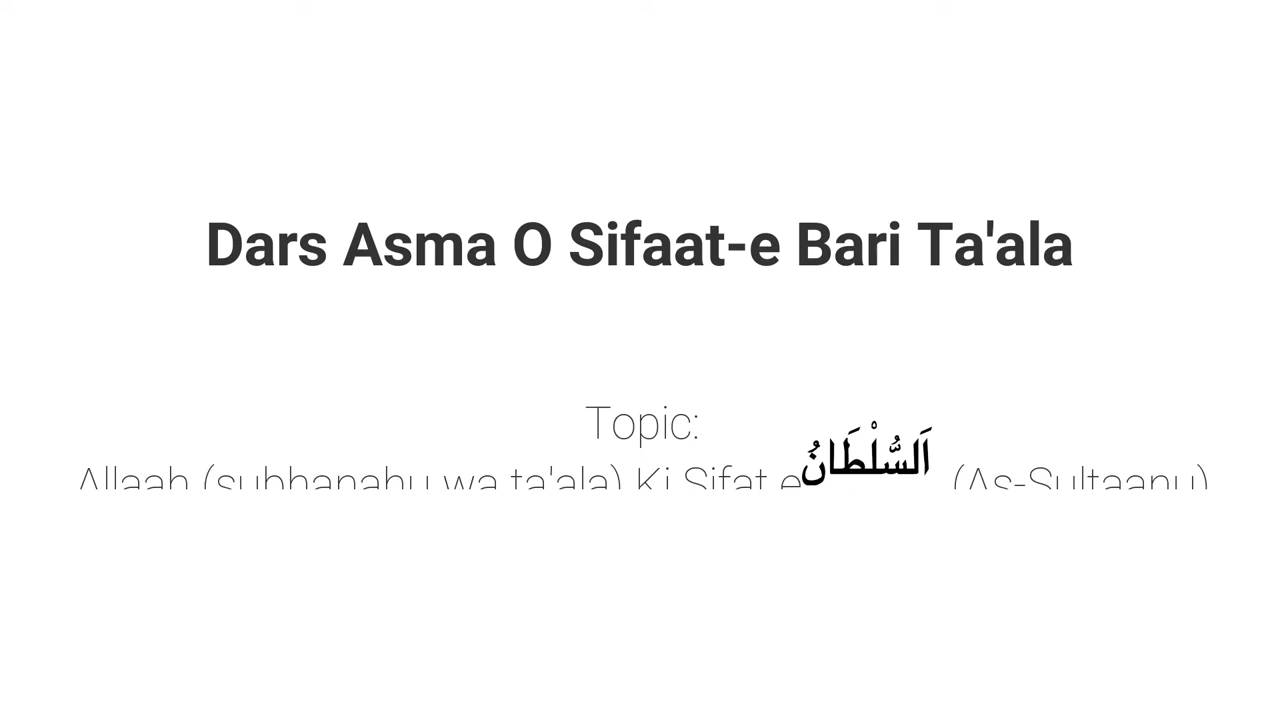 Dars Asma O Sifaat-e Bari Ta'ala
Topic:
Allaah (subhanahu wa ta'ala) Ki Sifat e اَلسُّلْطَانُ (As-Sultaanu)